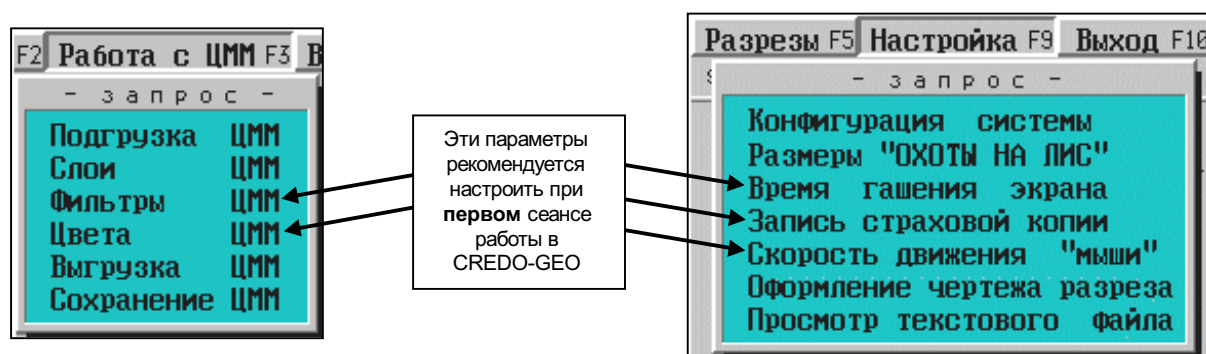 F2 Работа с ЦММ F3 В
- запрос -
Подгрузка ЦММ
Слои ЦММ
Фильтры ЦММ
Цвета ЦММ
Выгрузка ЦММ
Сохранение ЦММ
Эти параметры
рекомендуется
настроить при
первом сеансе
работы в
CREDO-GEO
Разрезы F5 Настройка F9 Выход F10
- запрос -
Конфигурация системы
Размеры "ОХОТЫ НА ЛИС"
Время гашения экрана
Запись страховой копии
Скорость движения "мыши"
Оформление чертежа разреза
Просмотр текстового файла